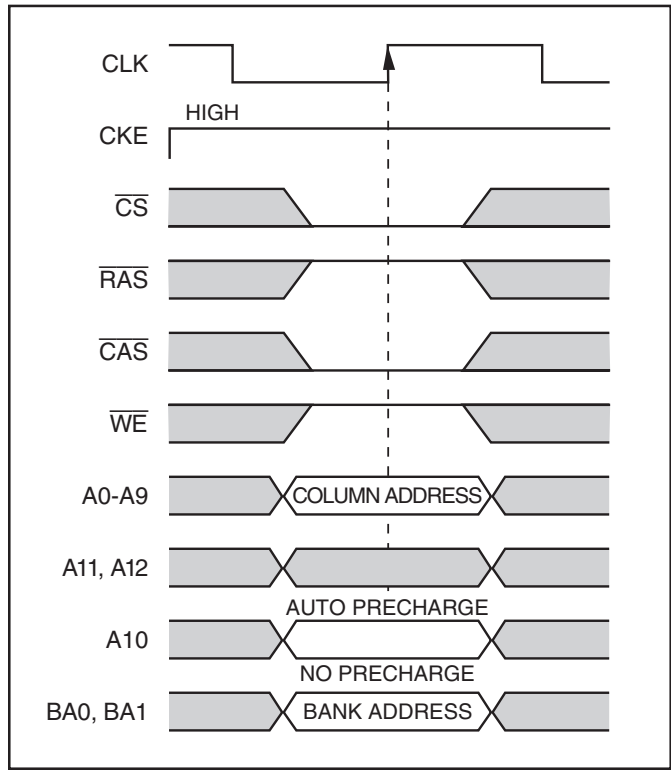 CLK
HIGH
CKE
CS
RAS
CAS
WE
A0-A9 COLUMN ADDRESS
A11, A12
AUTO PRECHARGE
A10
NO PRECHARGE
BA0, BA1 BANK ADDRESS